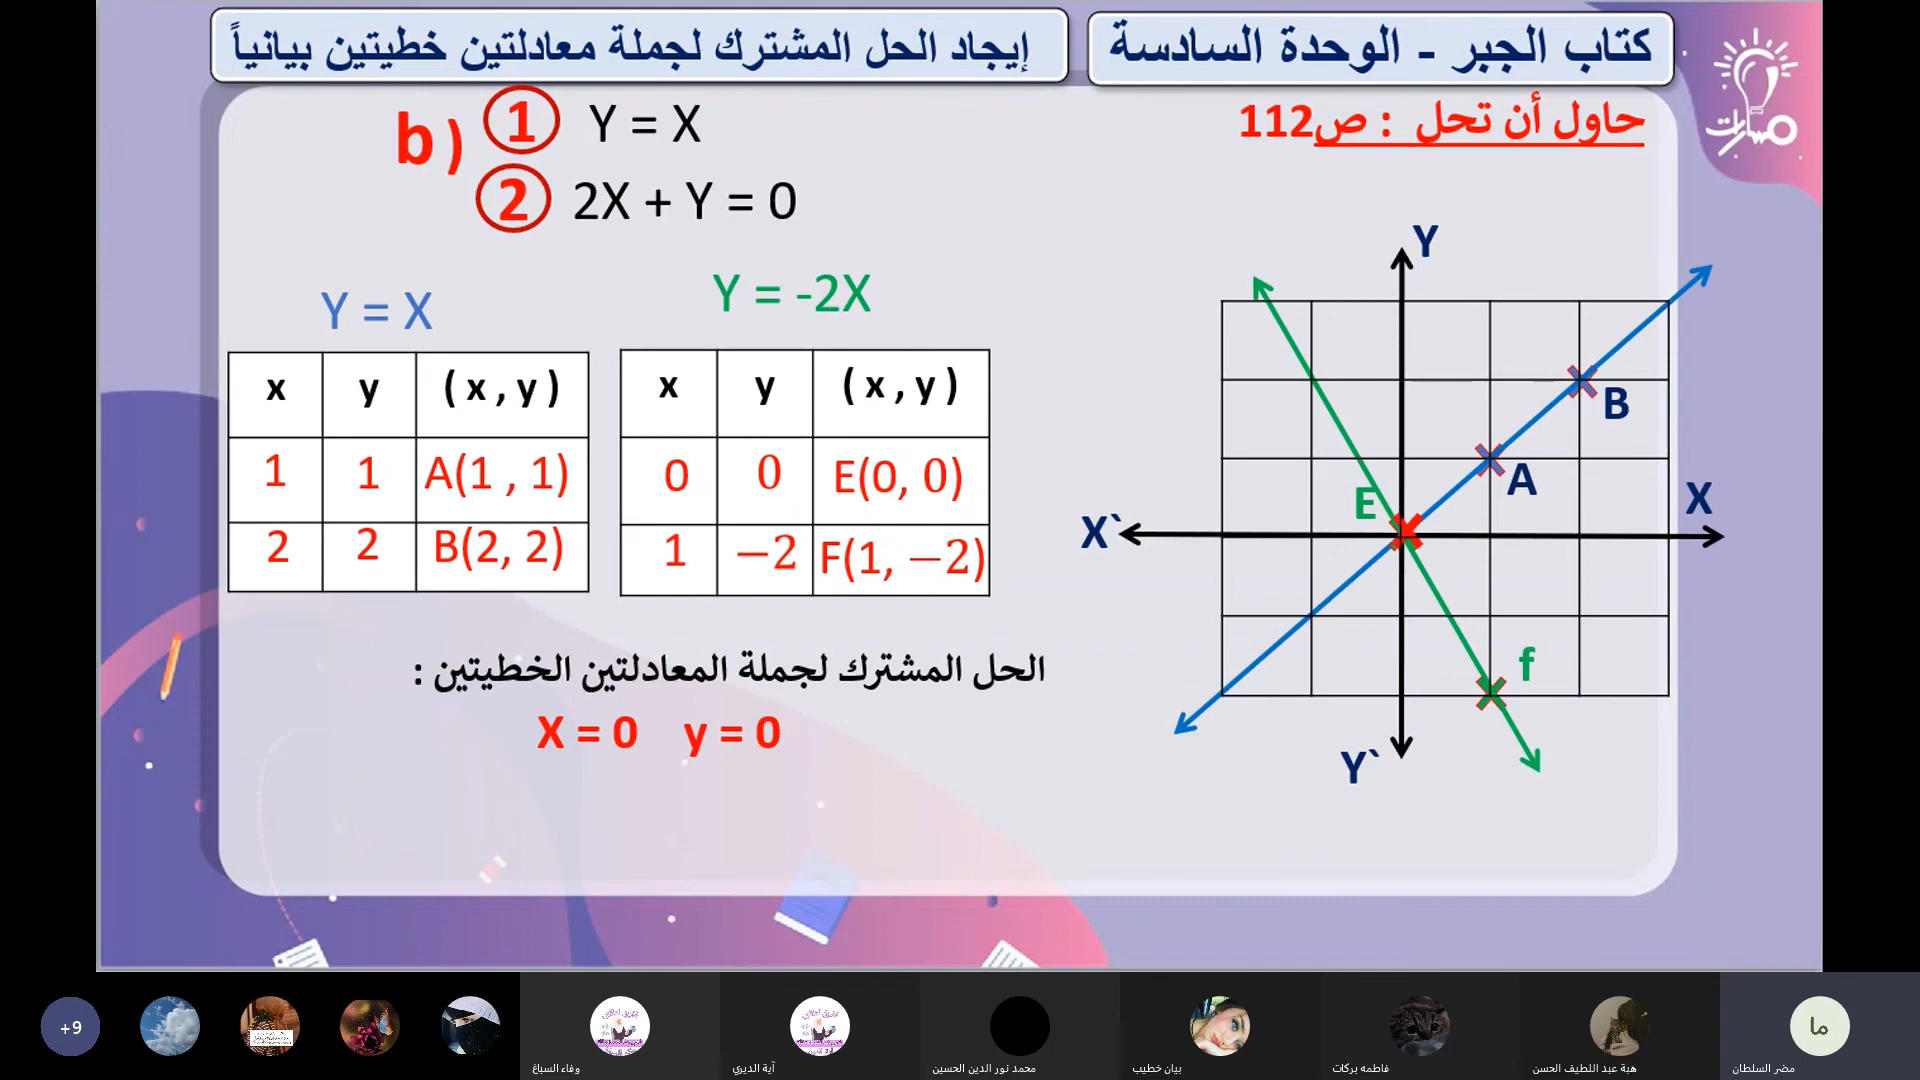 كتاب الجبر - الوحدة السادسة
إيجاد الحل المشترك لجملة معادلتين خطيتين بيانياً
مسارات
حاول أن تحل : ص112
b) 1 Y = X
2 2X + Y = 0
Y = X
x y ( x , y )
1 1 A(1 , 1)
2 2 B(2, 2)
Y = -2X
x y ( x , y )
0 0 E(0, 0)
1 −2 F(1, −2)
Y
B
A
X
E
X`
f
Y`
الحل المشترك لجملة المعادلتين الخطيتين :
X = 0 y = 0
+9
ما
وفاء السباغ
آية الديري
محمد نور الدين الحسين
بيان خطيب
فاطمه بركات
هبة عبد اللطيف الحسن
مضر السلطان